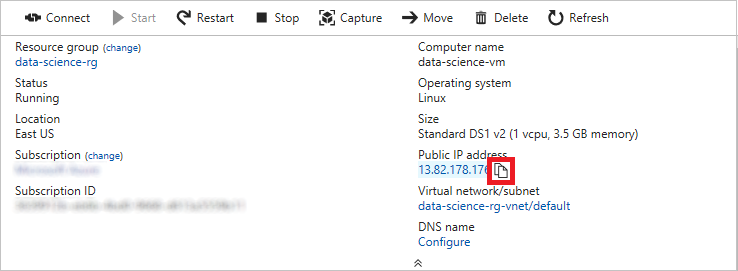 Connect Start Restart Stop Capture Move Delete Refresh
Resource group (change)
data-science-rg
Status
Running
Location
East US
Subscription (change)
Subscription ID
Computer name
data-science-vm
Operating system
Linux
Size
Standard DS1 v2 (1 vcpu, 3.5 GB memory)
Public IP address
13.82.178.176
Virtual network/subnet
data-science-rg-vnet/default
DNS name
Configure